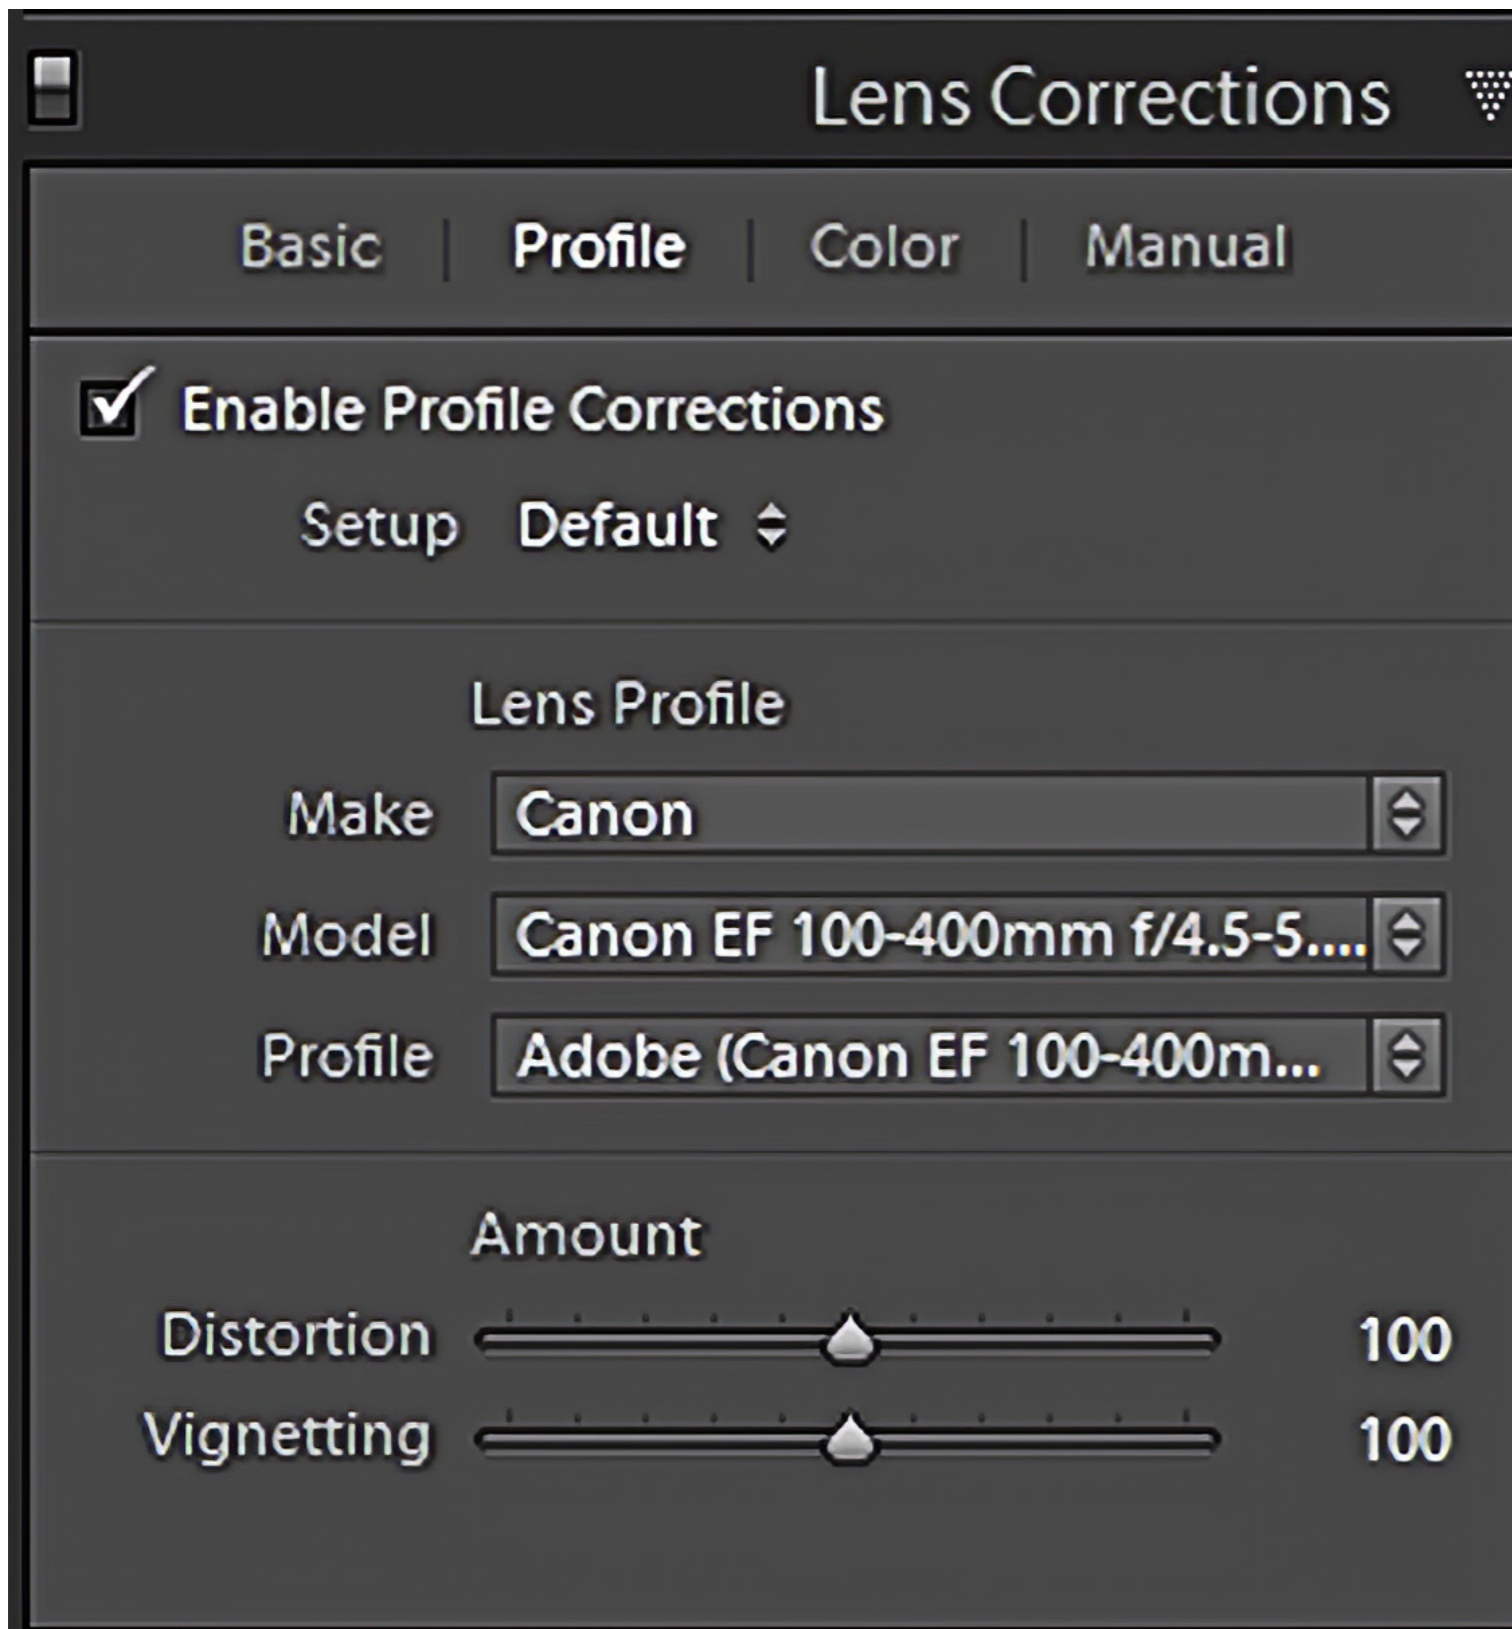 Lens Corrections
Basic | Profile | Color | Manual
Enable Profile Corrections
Setup Default
Lens Profile
Make Canon
Model Canon EF 100-400mm f/4.5-5....
Profile Adobe (Canon EF 100-400m...
Amount
Distortion 100
Vignetting 100